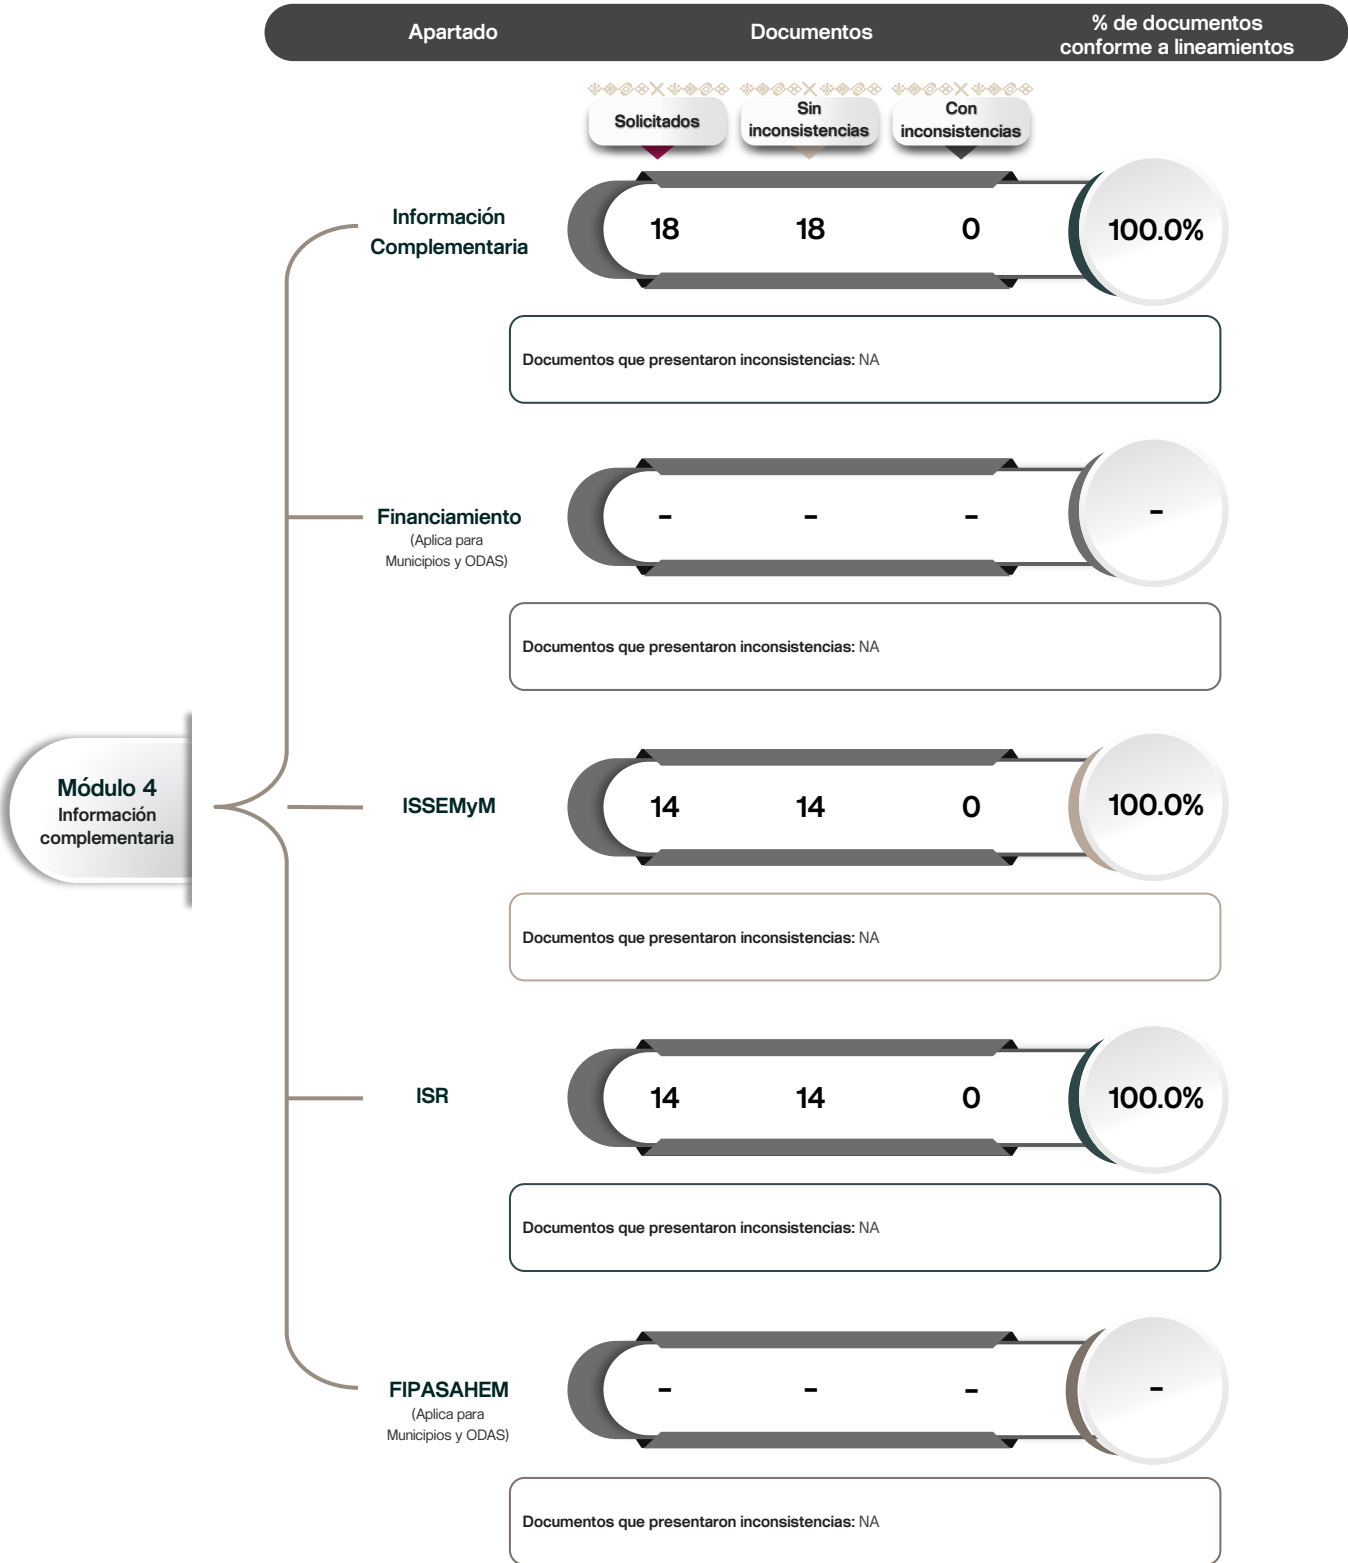 Apartado
Documentos
% de documentos
conforme a lineamientos
Solicitados
Sin
inconsistencias
Con
inconsistencias
Información
Complementaria
18
18
0
100.0%
Documentos que presentaron inconsistencias: NA
Financiamiento
(Aplica para
Municipios y ODAS)
-
-
-
-
Documentos que presentaron inconsistencias: NA
Módulo 4
Información
complementaria
ISSEMyM
14
14
0
100.0%
Documentos que presentaron inconsistencias: NA
ISR
14
14
0
100.0%
Documentos que presentaron inconsistencias: NA
FIPASAHEM
(Aplica para
Municipios y ODAS)
-
-
-
-
Documentos que presentaron inconsistencias: NA